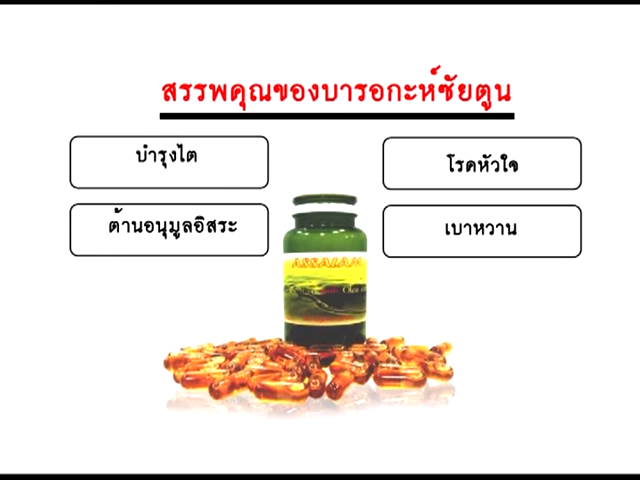 สรรพคุณของบารอกะห์ซัยตูน
บำรุงไต
โรคหัวใจ
ต้านอนุมูลอิสระ
เบาหวาน
ASSALAM